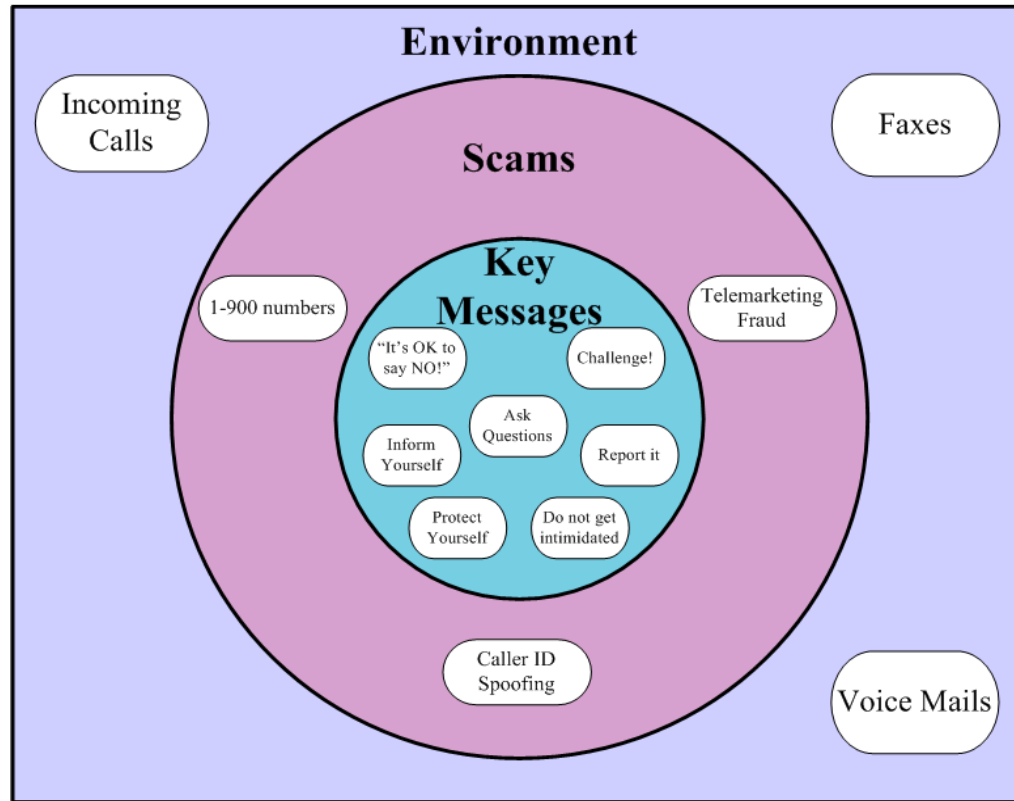 Environment
Incoming
Calls
Faxes
Scams
Key
Messages
1-900 numbers
Telemarketing
Fraud
“It’s OK to
say NO!”
Challenge!
Ask
Questions
Inform
Yourself
Report it
Protect
Yourself
Do not get
intimidated
Caller ID
Spoofing
Voice Mails